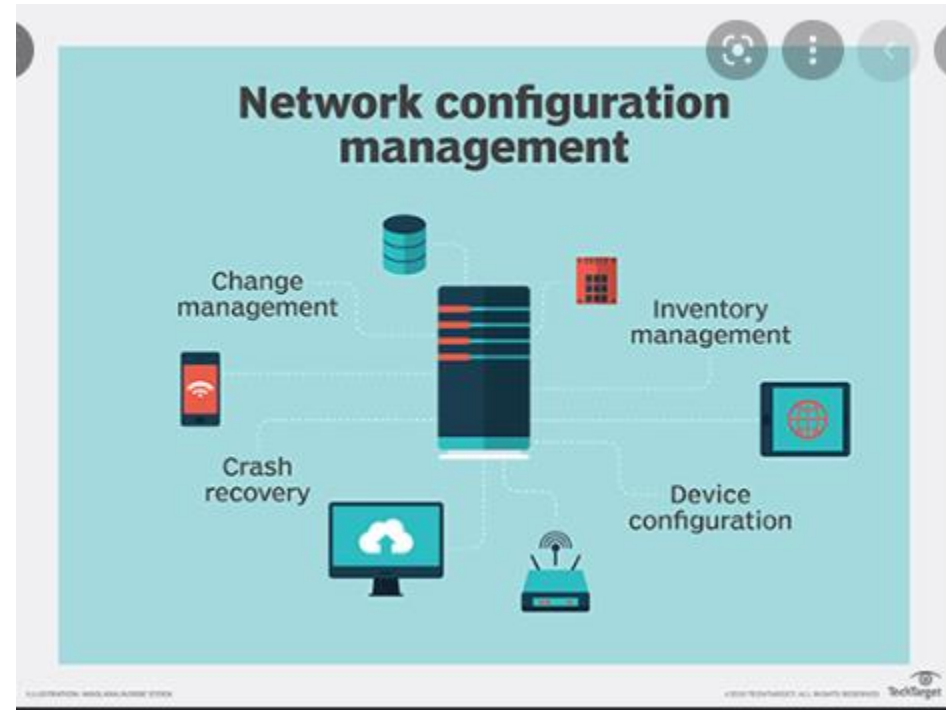 Network configuration
management
Change
management
Inventory
management
Crash
recovery
Device
configuration
TechTarget